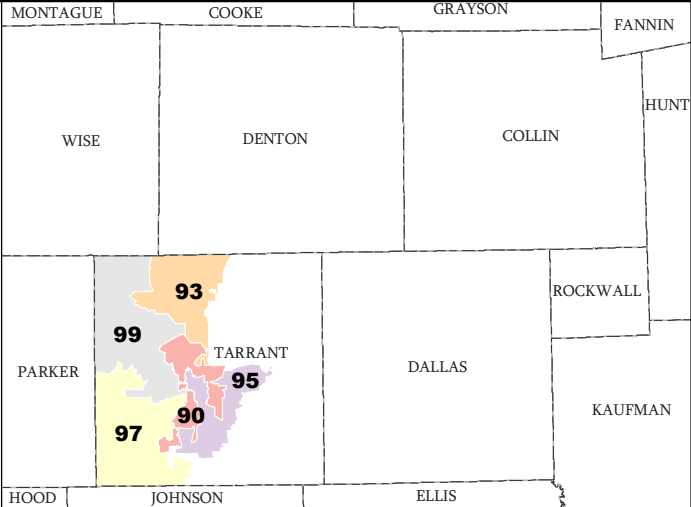 MONTAGUE
COOKE
GRAYSON
FANNIN
HUNT
WISE
DENTON
COLLIN
93
ROCKWALL
99
TARRANT
PARKER
DALLAS
95
KAUFMAN
90
97
HOOD
JOHNSON
ELLIS